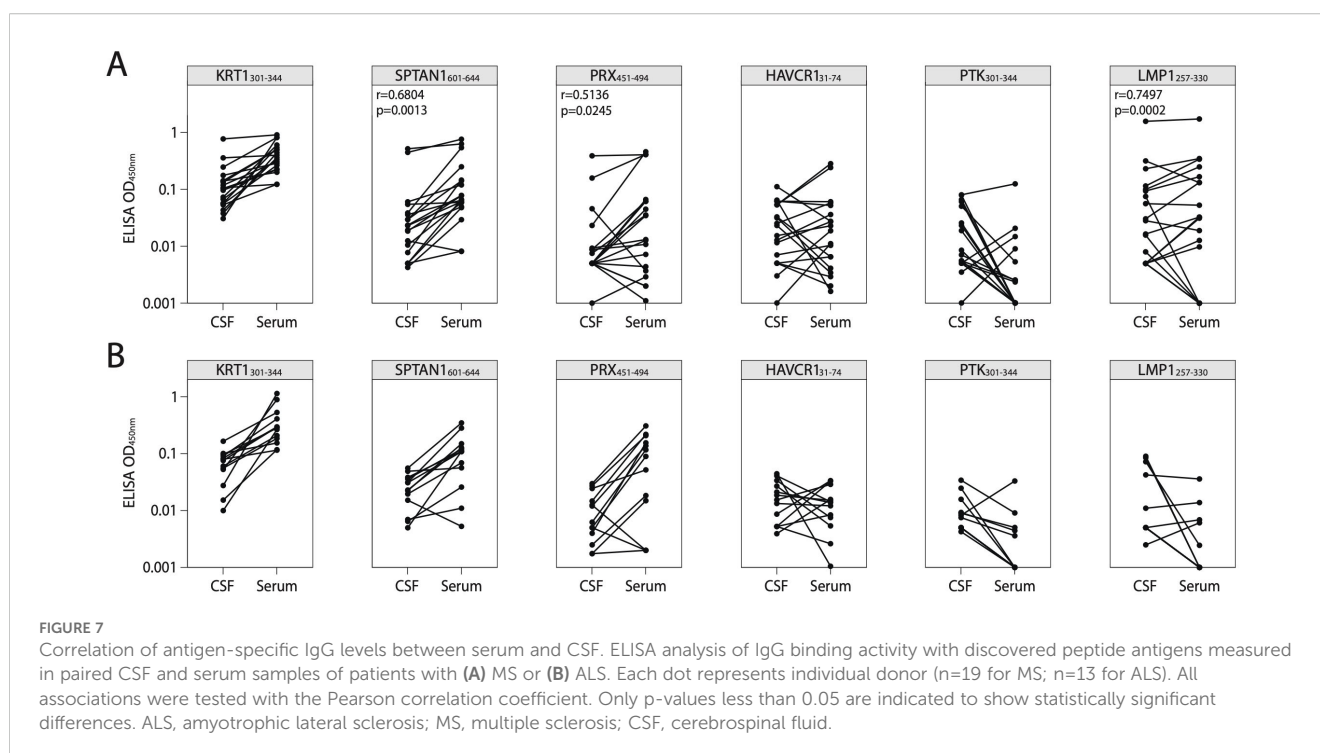 A
KRT1301-344 SPTAN1601-644 PRX451-494 HAVCR131-74 PTK301-344 LMP1257-330
r=0.6804 r=0.5136 r=0.7497
p=0.0013 p=0.0245 p=0.0002
ELISA OD450nm
1
0.1
0.01
0.001
CSF Serum CSF Serum CSF Serum CSF Serum CSF Serum CSF Serum
B
KRT1301-344 SPTAN1601-644 PRX451-494 HAVCR131-74 PTK301-344 LMP1257-330
ELISA OD450nm
1
0.1
0.01
0.001
CSF Serum CSF Serum CSF Serum CSF Serum CSF Serum CSF Serum
FIGURE 7
Correlation of antigen-specific IgG levels between serum and CSF. ELISA analysis of IgG binding activity with discovered peptide antigens measured
in paired CSF and serum samples of patients with (A) MS or (B) ALS. Each dot represents individual donor (n=19 for MS; n=13 for ALS). All
associations were tested with the Pearson correlation coefficient. Only p-values less than 0.05 are indicated to show statistically significant
differences. ALS, amyotrophic lateral sclerosis; MS, multiple sclerosis; CSF, cerebrospinal fluid.